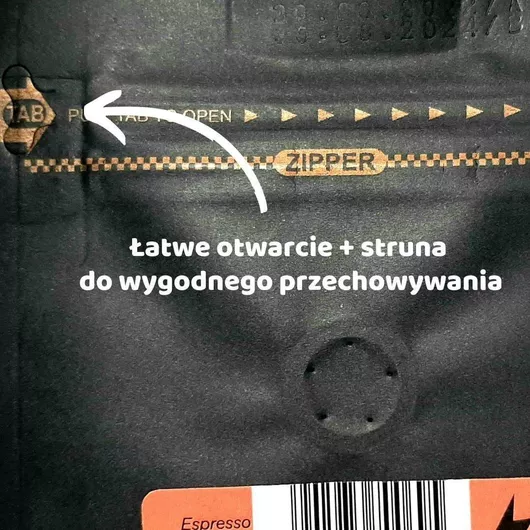 TAB
TAB TO OPEN
ZIPPER
Łatwe otwarcie + struna
do wygodnego przechowywania
Espresso